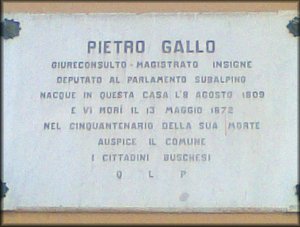 PIETRO GALLO
GIURECONSULTO - MAGISTRATO INSIGNE
DEPUTATO AL PARLAMENTO SUBALPINO
NACQUE IN QUESTA CASA L'8 AGOSTO 1809
E VI MORÌ IL 13 MAGGIO 1872
NEL CINQUANTENARIO DELLA SUA MORTE
AUSPICE IL COMUNE
I CITTADINI BUSCHESI
Q L P